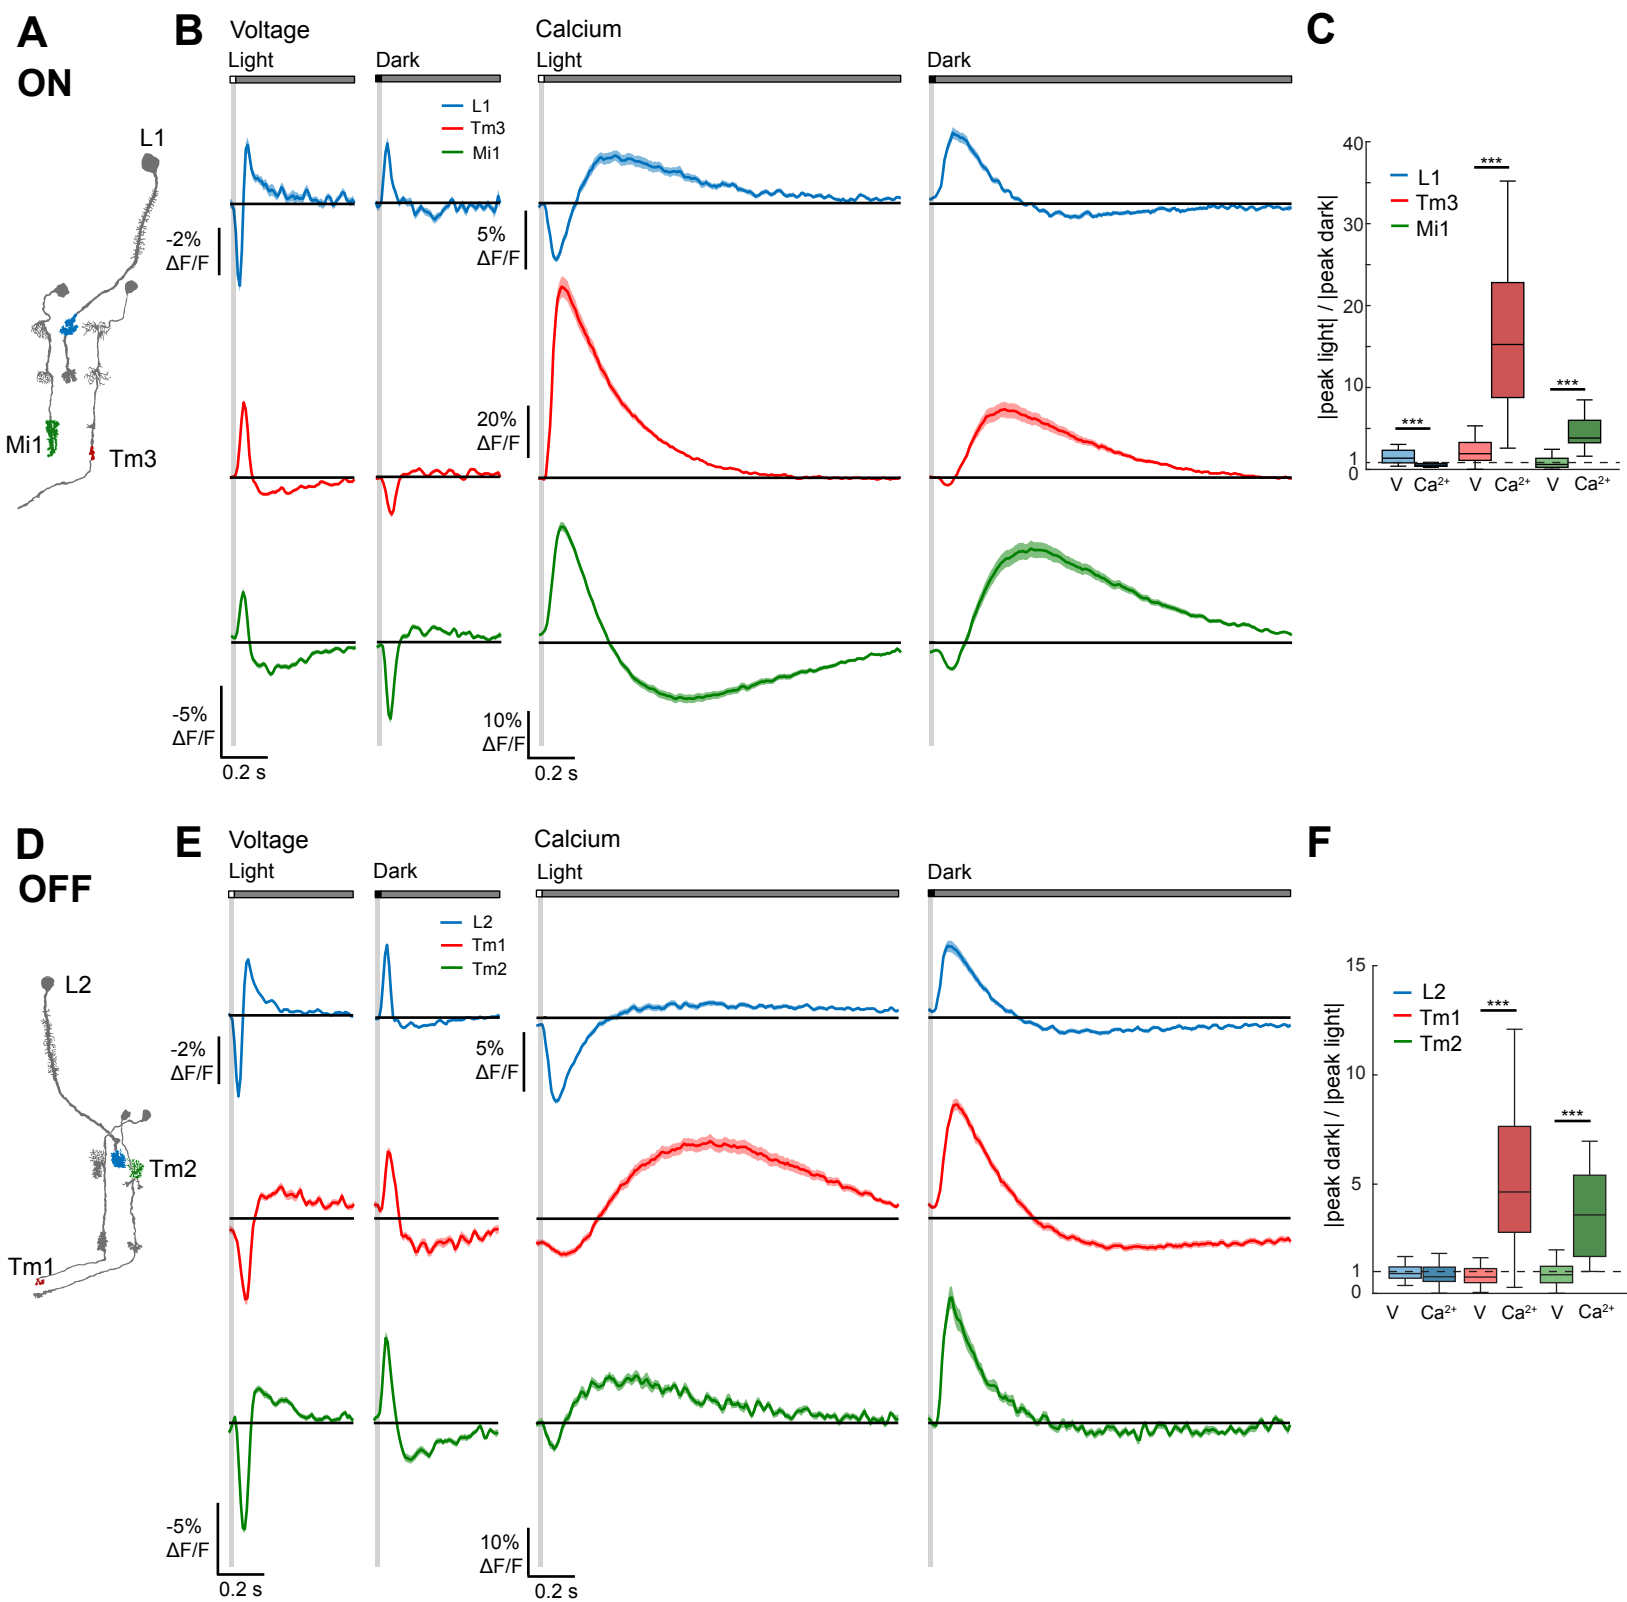 A
ON
L1
Mi1
Tm3
B
Voltage
Light
Dark
L1
Tm3
Mi1
-2%
ΔF/F
-5%
ΔF/F
0.2 s
Calcium
Light
Dark
5%
ΔF/F
20%
ΔF/F
10%
ΔF/F
0.2 s
C
|peak light| / |peak dark|
40
30
20
10
1
0
L1
Tm3
Mi1
***
***
***
V Ca²⁺ V Ca²⁺ V Ca²⁺
D
OFF
L2
Tm2
Tm1
E
Voltage
Light
Dark
L2
Tm1
Tm2
-2%
ΔF/F
-5%
ΔF/F
0.2 s
Calcium
Light
Dark
5%
ΔF/F
10%
ΔF/F
0.2 s
F
|peak dark| / |peak light|
15
10
5
1
0
L2
Tm1
Tm2
***
***
V Ca²⁺ V Ca²⁺ V Ca²⁺